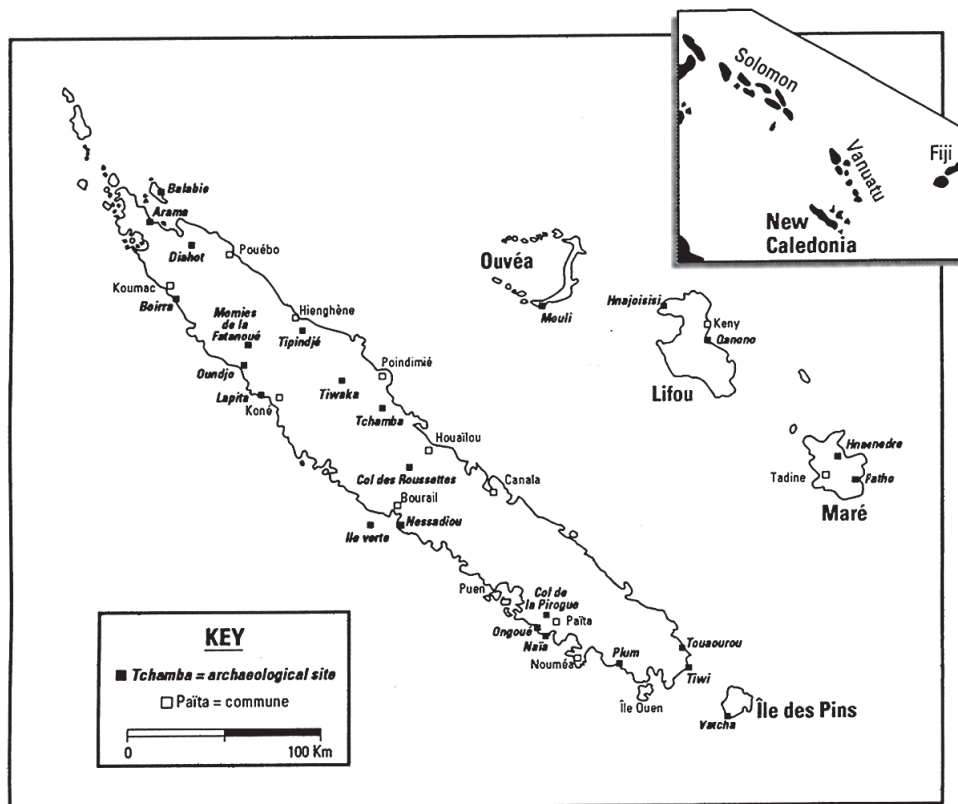 Solomon
Vanuatu
Fiji
New
Caledonia
Balabie
Arama
Diahot
Pouébo
Koumac
Boirra
Momies
de la
Fatanoué
Hienghène
Tipindjé
Oundjo
Lapita
Koné
Tiwaka
Poindimié
Tchamba
Houaïlou
Col des Roussettes
Canala
Bourail
Nessadiou
Ile verte
Ouvéa
Mouli
Hnajoisisi
Keny
Qanono
Lifou
Hnaenedre
Tadine
Patho
Maré
Puen
Col de
la Pirogue
Païta
Ongoué
Naïa
Nouméa
Plum
Touaourou
Tiwi
Île Ouen
Île des Pins
Vatcha
KEY
Tchamba = archaeological site
Païta = commune
0 100 Km